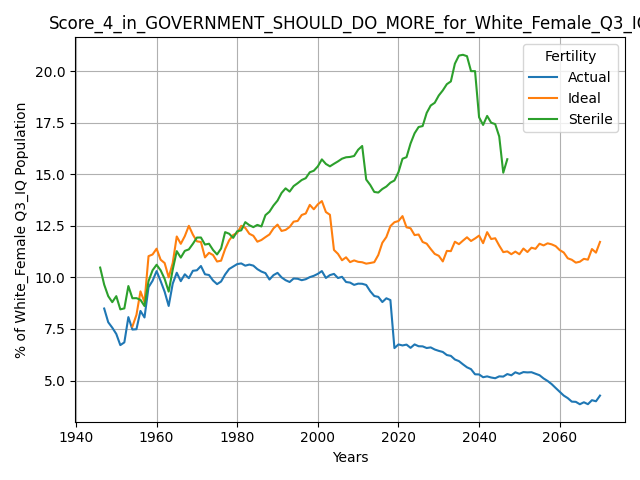 Score_4_in_GOVERNMENT_SHOULD_DO_MORE_for_White_Female_Q3_IQ
Fertility
Actual
Ideal
Sterile
% of White_Female Q3_IQ Population
20.0
17.5
15.0
12.5
10.0
7.5
5.0
1940 1960 1980 2000 2020 2040 2060
Years